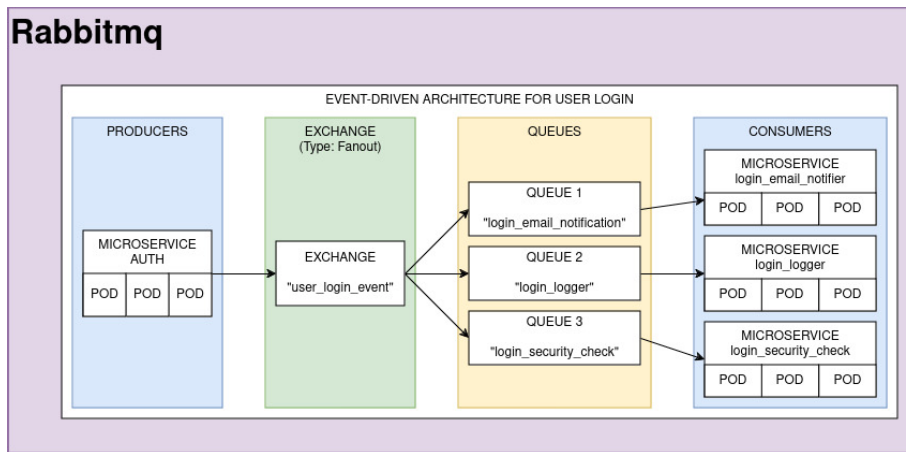 Rabbitmq
EVENT-DRIVEN ARCHITECTURE FOR USER LOGIN
PRODUCERS
MICROSERVICE
AUTH
POD POD POD
EXCHANGE
(Type: Fanout)
EXCHANGE
"user_login_event"
QUEUES
QUEUE 1
"login_email_notification"
QUEUE 2
"login_logger"
QUEUE 3
"login_security_check"
CONSUMERS
MICROSERVICE
login_email_notifier
POD POD POD
MICROSERVICE
login_logger
POD POD POD
MICROSERVICE
login_security_check
POD POD POD